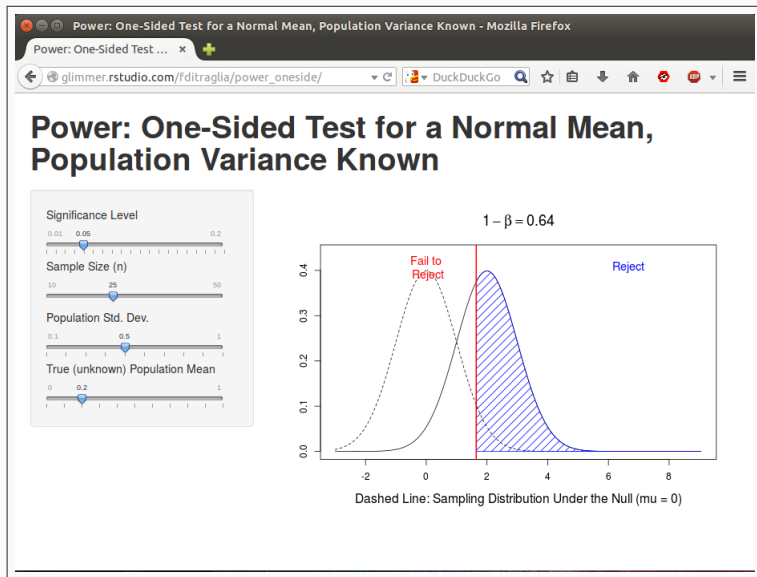 Power: One-Sided Test for a Normal Mean, Population Variance Known - Mozilla Firefox
Power: One-Sided Test ... ×
glimmer.rstudio.com/fditraglia/power_oneside/
DuckDuckGo
ABP
Power: One-Sided Test for a Normal Mean,
Population Variance Known
Significance Level
0.01 0.05 0.2
Sample Size (n)
10 25 50
Population Std. Dev.
0.1 0.5 1
True (unknown) Population Mean
0 0.2 1
1 − β = 0.64
Fail to
Reject
Reject
0.4
0.3
0.2
0.1
0.0
-2 0 2 4 6 8
Dashed Line: Sampling Distribution Under the Null (mu = 0)